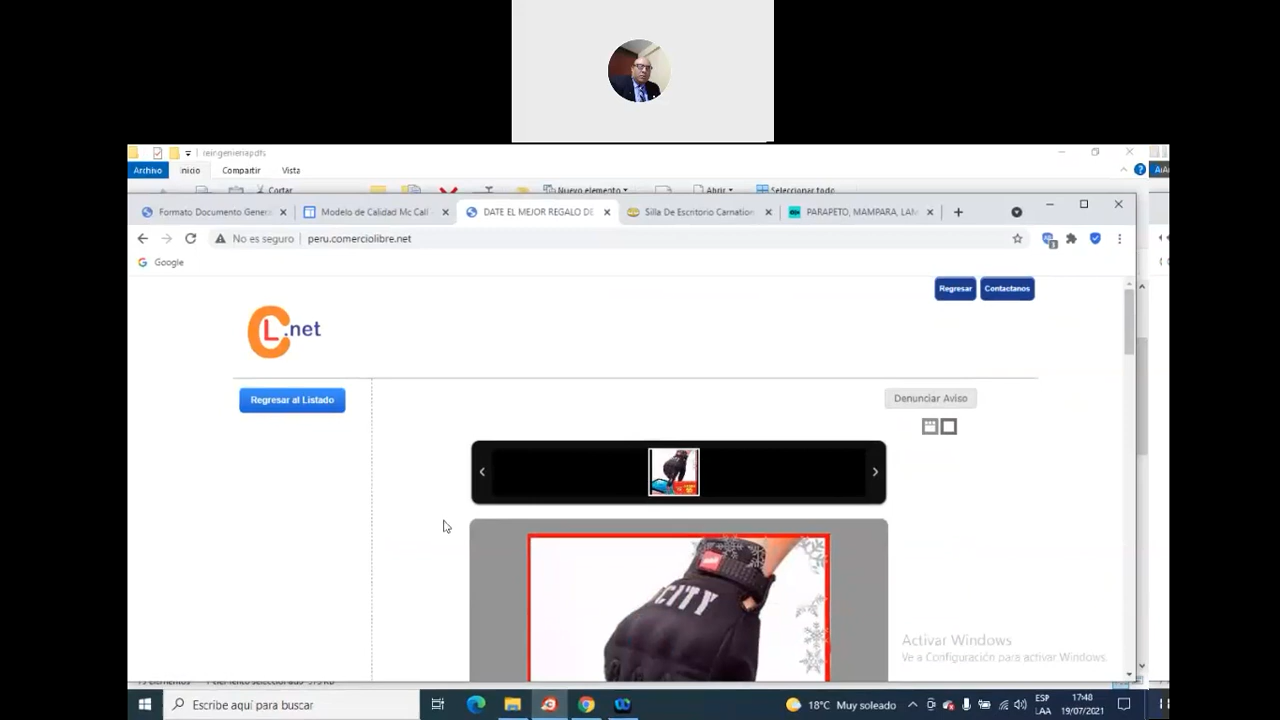 reingenieriapdfs
Archivo Inicio Compartir Vista
Cortar Nuevo elemento Abrir Seleccionar todo
Formato Documento Gener Modelo de Calidad Mc Call DATE EL MEJOR REGALO DE Silla De Escritorio Carnation PARAPETO, MAMPARA, LAM
No es seguro peru.comerciolibre.net
Google
Regresar Contactanos
CL.net
Regresar al Listado
Denunciar Aviso
CITY
Activar Windows
Ve a Configuración para activar Windows.
Escribe aquí para buscar
18°C Muy soleado
ESP
LAA
17:48
19/07/2021